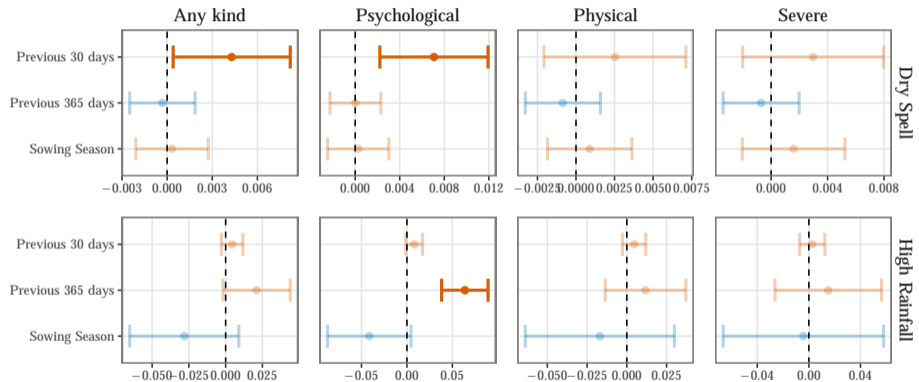 Any kind Psychological Physical Severe
Previous 30 days
Previous 365 days
Sowing Season
Dry Spell
−0.003 0.000 0.003 0.006 0.000 0.004 0.008 0.012 −0.0025 0.0000 0.0025 0.0050 0.0075 0.000 0.004 0.008
Previous 30 days
Previous 365 days
Sowing Season
High Rainfall
−0.050 −0.025 0.000 0.025 −0.05 0.00 0.05 −0.050 −0.025 0.000 0.025 −0.04 0.00 0.04